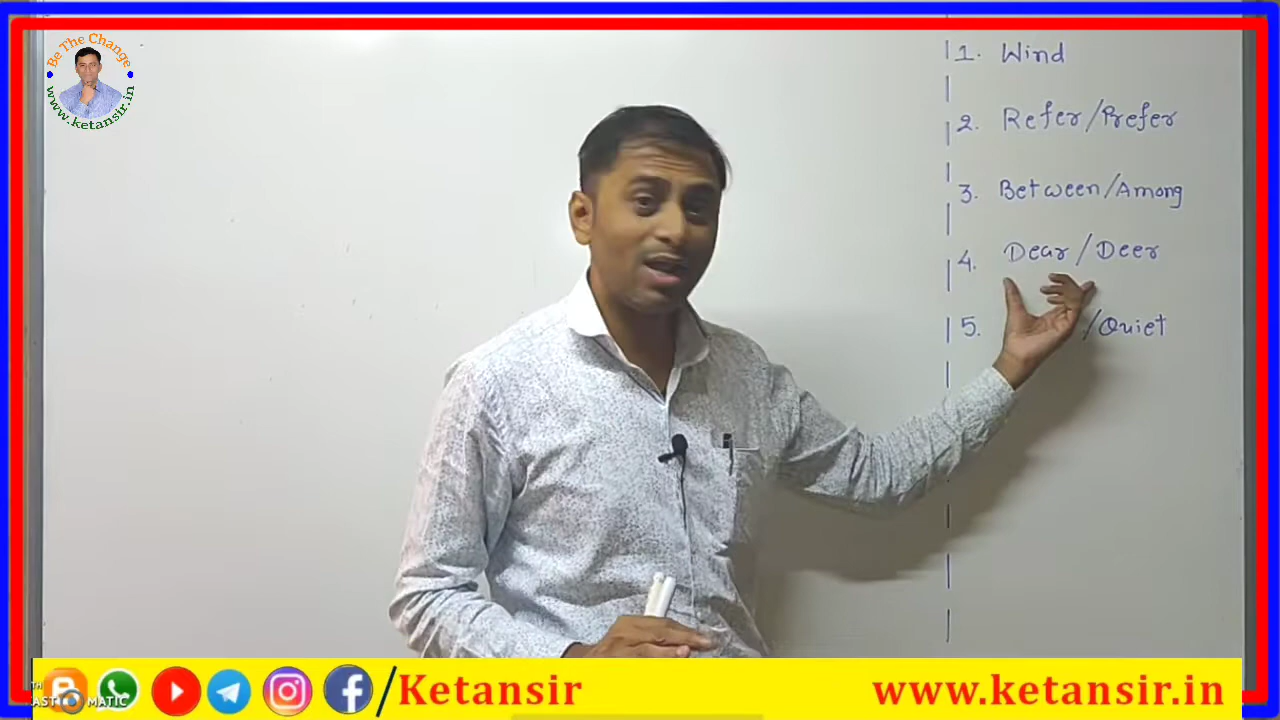 Be The Change
www.ketansir.in
1. Wind
2. Refer/Prefer
3. Between/Among
4. Dear/Deer
5. /Quiet
/Ketansir
www.ketansir.in